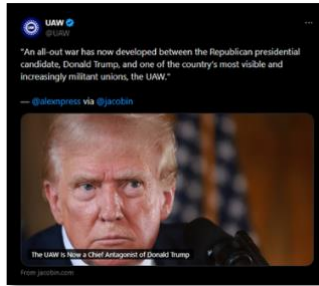 UAW
@UAW
"An all-out war has now developed between the Republican presidential
candidate, Donald Trump, and one of the country's most visible and
increasingly militant unions, the UAW."
— @alexnpress via @jacobin
The UAW Is Now a Chief Antagonist of Donald Trump
From jacobin.com